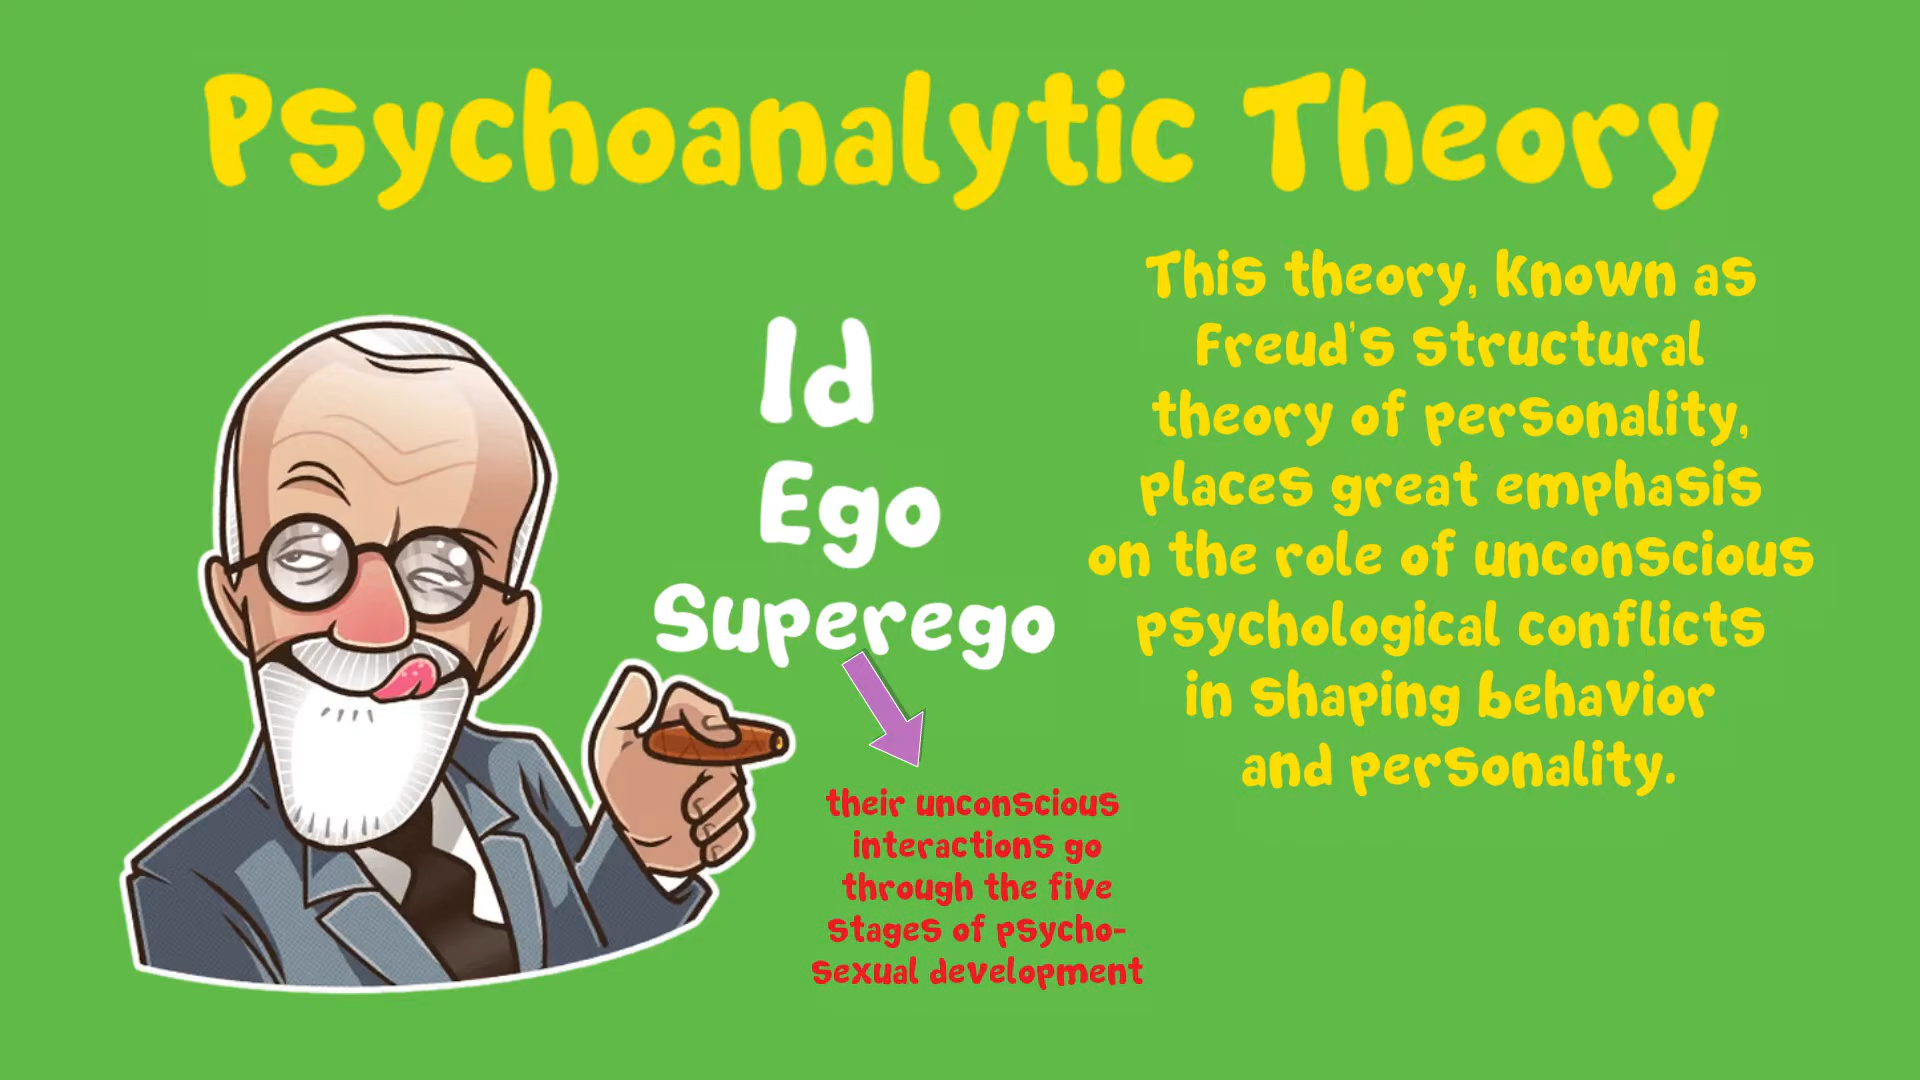 Psychoanalytic Theory
Id
Ego
Superego
their unconscious
interactions go
through the five
stages of psycho-
sexual development
This theory, known as
Freud's structural
theory of personality,
places great emphasis
on the role of unconscious
psychological conflicts
in shaping behavior
and personality.